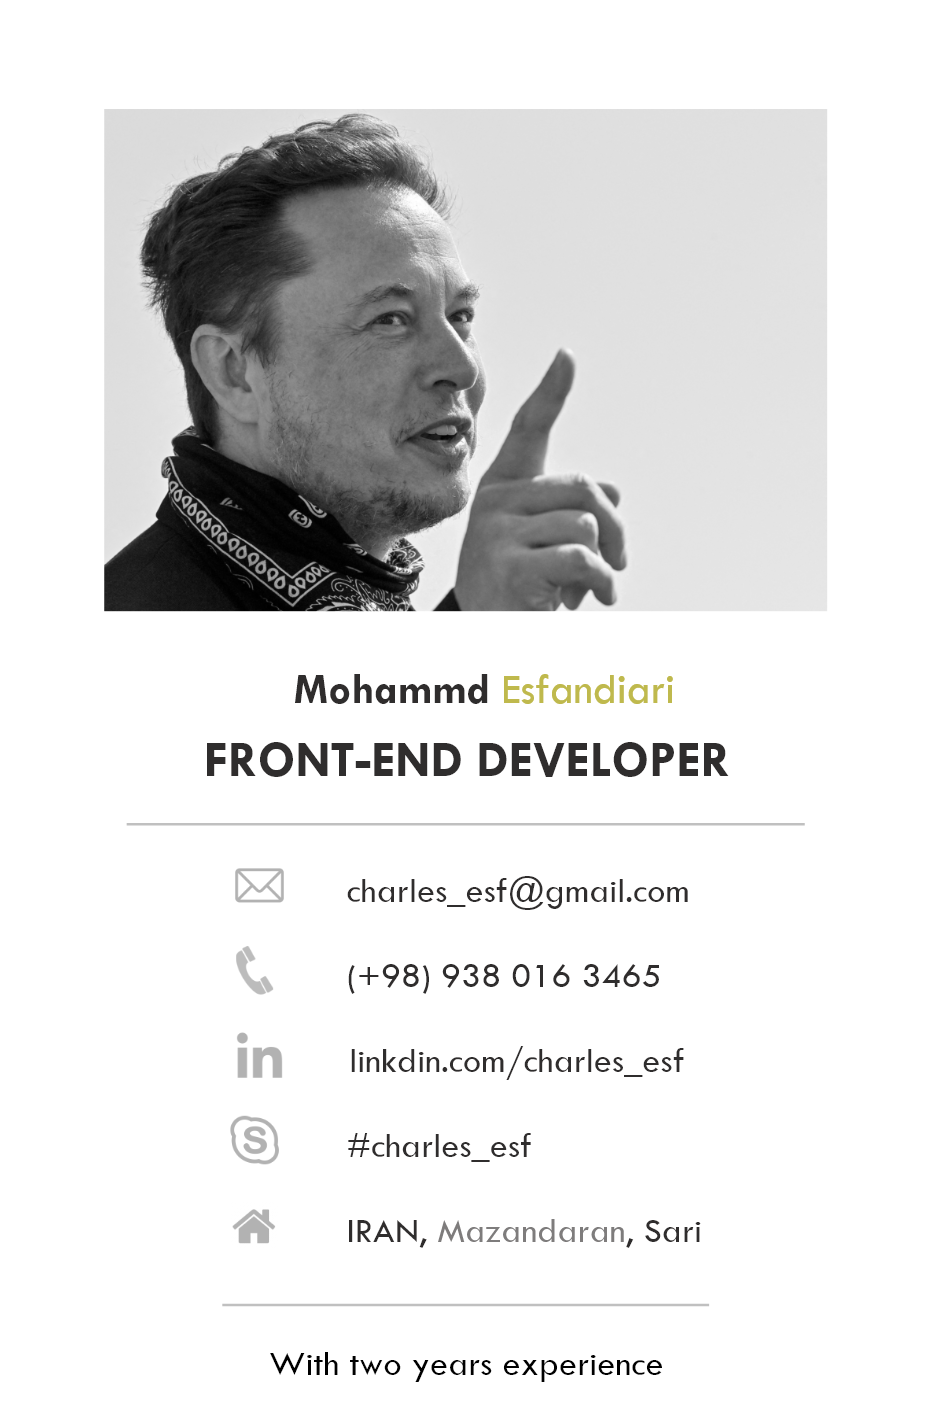 Mohammd Esfandiari
FRONT-END DEVELOPER
charles_esf@gmail.com
(+98) 938 016 3465
in
linkdin.com/charles_esf
S
#charles_esf
IRAN, Mazandaran, Sari
With two years experience